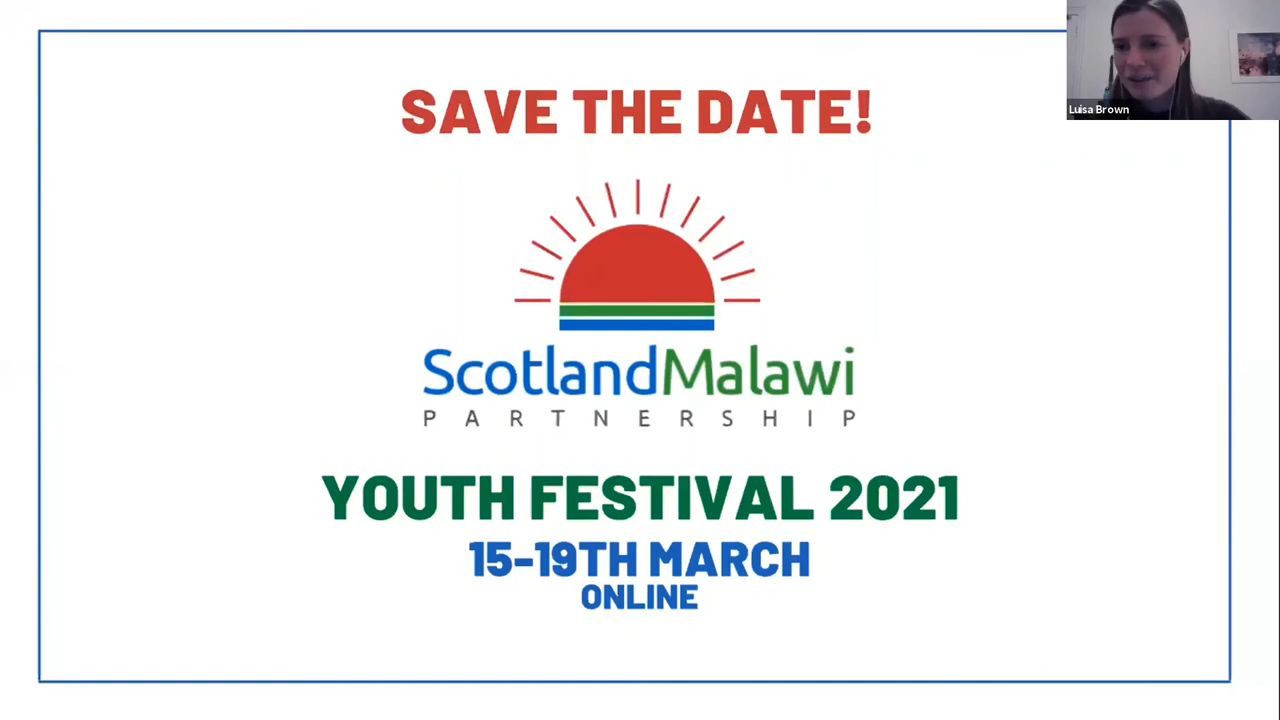 SAVE THE DATE!
Luisa Brown
ScotlandMalawi
PARTNERSHIP
YOUTH FESTIVAL 2021
15-19TH MARCH
ONLINE